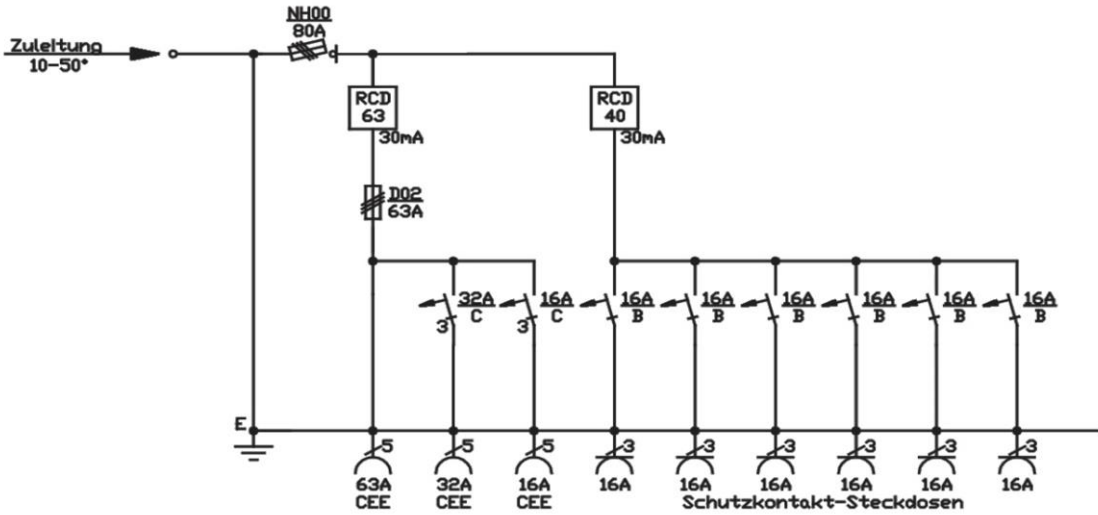 NH00
80A
Zuleitung
10-50°
RCD
63
30mA
RCD
40
30mA
D02
63A
32A
C
3
16A
C
3
16A
B
16A
B
16A
B
16A
B
16A
B
16A
B
E
5
5
5
3
3
3
3
3
3
63A
CEE
32A
CEE
16A
CEE
16A
16A
16A
16A
16A
16A
Schutzkontakt-Steckdosen